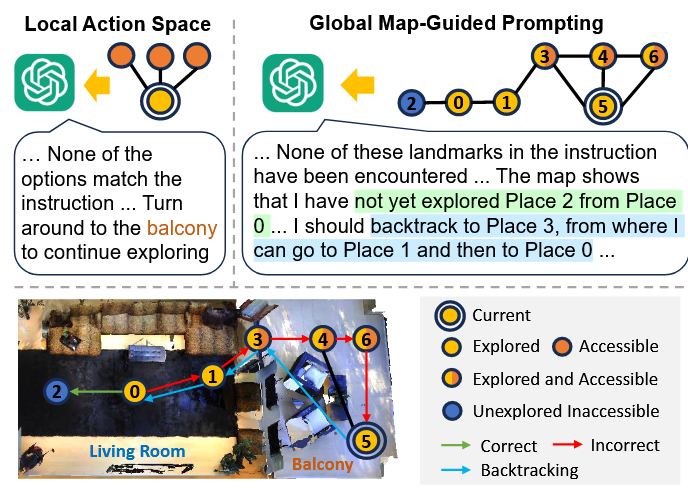 Local Action Space
Global Map-Guided Prompting
3 4 6
2 0 1 5
... None of the
options match the
instruction ... Turn
around to the balcony
to continue exploring
... None of these landmarks in the instruction
have been encountered ... The map shows
that I have not yet explored Place 2 from Place
0 ... I should backtrack to Place 3, from where I
can go to Place 1 and then to Place 0 ...
3 4 6
2 0 1
5
Living Room
Balcony
Current
Explored Accessible
Explored and Accessible
Unexplored Inaccessible
Correct Incorrect
Backtracking